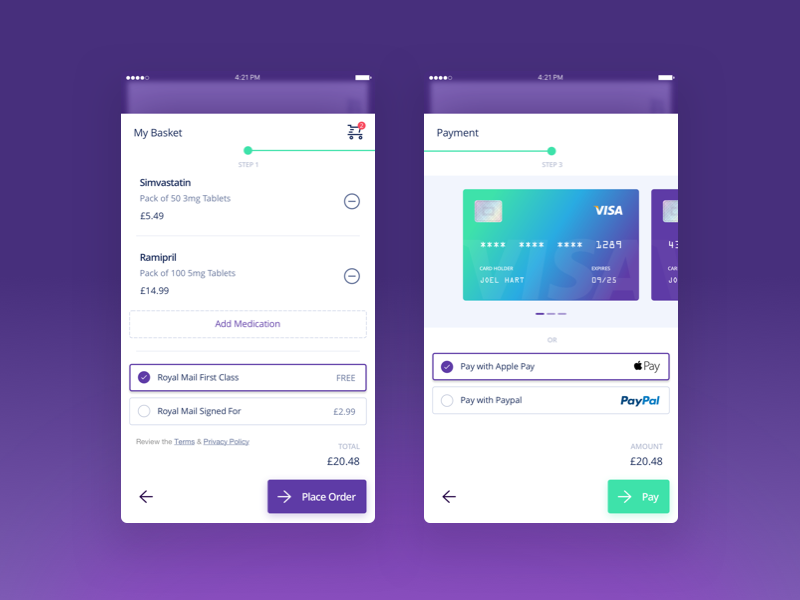 4:21 PM
My Basket
2
STEP 1
Simvastatin
Pack of 50 3mg Tablets
£5.49
Ramipril
Pack of 100 5mg Tablets
£14.99
Add Medication
Royal Mail First Class FREE
Royal Mail Signed For £2.99
Review the Terms & Privacy Policy
TOTAL
£20.48
Place Order
4:21 PM
Payment
STEP 3
VISA
**** **** **** 1289
CARD HOLDER EXPIRES
JOEL HART 09/25
VISA
OR
Pay with Apple Pay Pay
Pay with Paypal PayPal
AMOUNT
£20.48
Pay